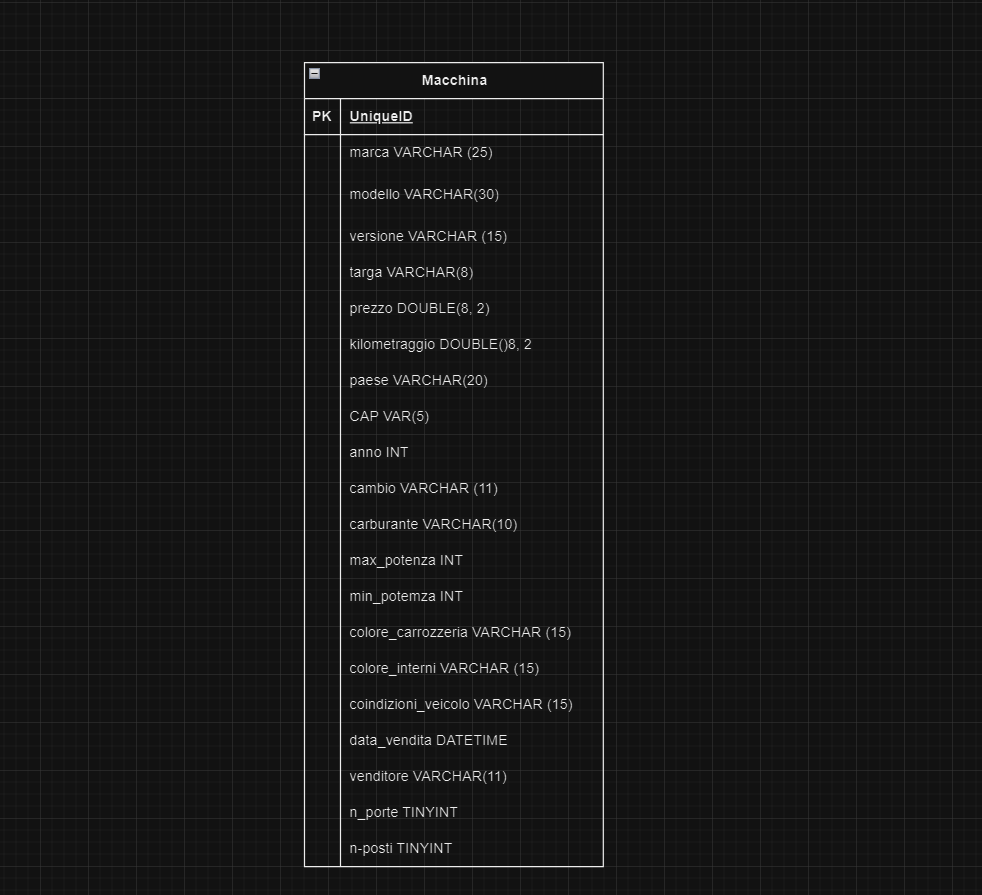 Macchina
PK UniqueID
marca VARCHAR (25)
modello VARCHAR(30)
versione VARCHAR (15)
targa VARCHAR(8)
prezzo DOUBLE(8, 2)
kilometraggio DOUBLE()8, 2
paese VARCHAR(20)
CAP VAR(5)
anno INT
cambio VARCHAR (11)
carburante VARCHAR(10)
max_potenza INT
min_potemza INT
colore_carrozzeria VARCHAR (15)
colore_interni VARCHAR (15)
coindizioni_veicolo VARCHAR (15)
data_vendita DATETIME
venditore VARCHAR(11)
n_porte TINYINT
n-posti TINYINT